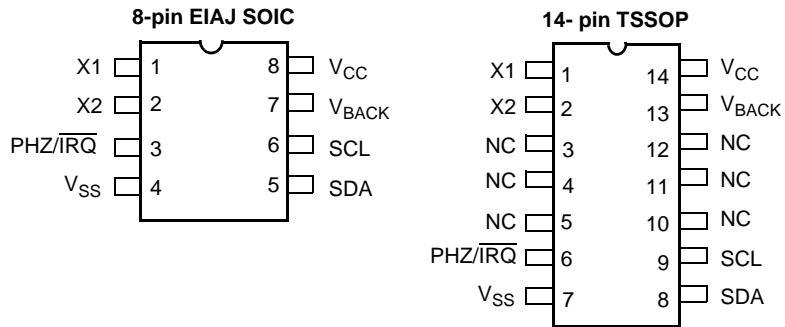 8-pin EIAJ SOIC
X1 1 8 VCC
X2 2 7 VBACK
PHZ/IRQ 3 6 SCL
VSS 4 5 SDA
14- pin TSSOP
X1 1 14 VCC
X2 2 13 VBACK
NC 3 12 NC
NC 4 11 NC
NC 5 10 NC
PHZ/IRQ 6 9 SCL
VSS 7 8 SDA